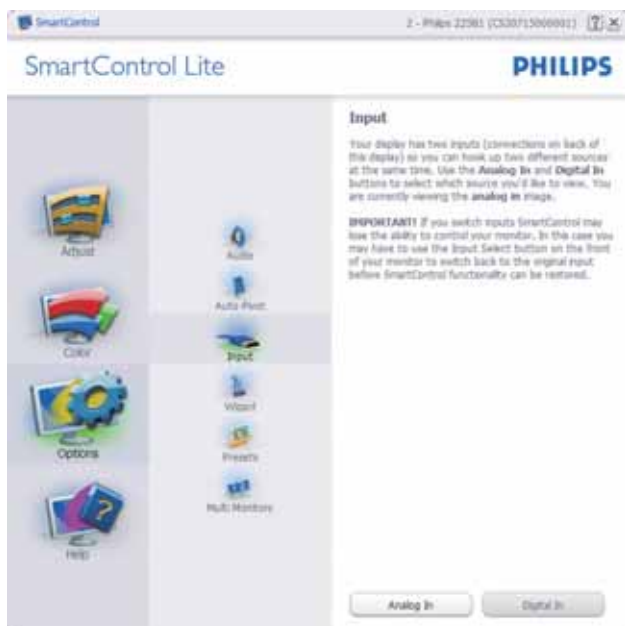 SmartControl
2 - Philips 225B1
SmartControl Lite
PHILIPS
Adjust
Color
Options
Help
Audio
Auto Pivot
Input
Wizard
Presets
Multi Monitors
Input
Your display has two inputs (connections on back of
this display) so you can hook up two different sources
at the same time. Use the Analog In and Digital In
buttons to select which source you'd like to view. You
are currently viewing the analog in image.
IMPORTANT! If you switch inputs SmartControl may
lose the ability to control your monitor. In this case you
may have to use the Input Select button on the front
of your monitor to switch back to the original input
before SmartControl functionality can be restored.
Analog In
Digital In